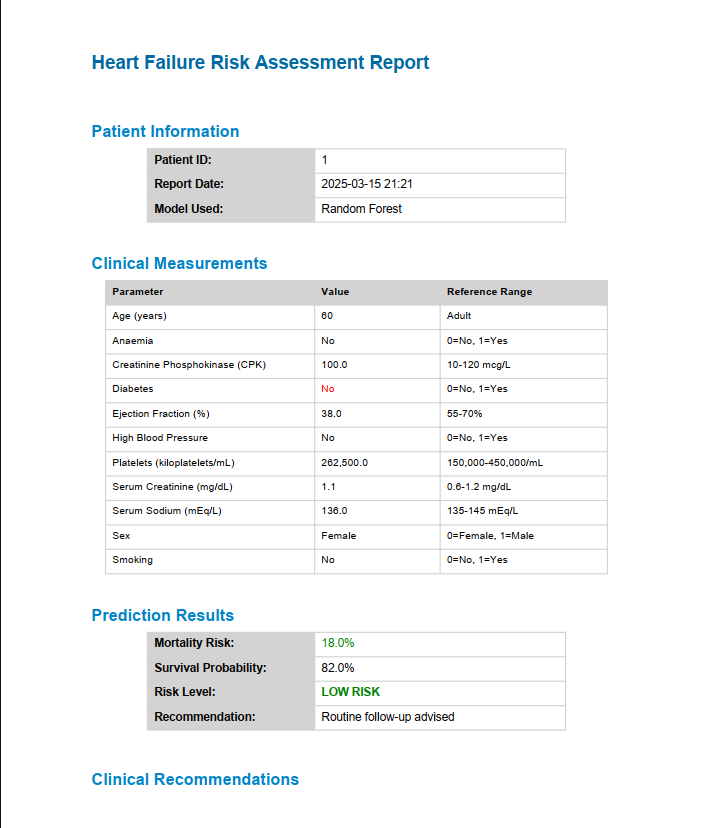 Heart Failure Risk Assessment Report
Patient Information
Patient ID: 1
Report Date: 2025-03-15 21:21
Model Used: Random Forest
Clinical Measurements
Parameter Value Reference Range
Age (years) 60 Adult
Anaemia No 0=No, 1=Yes
Creatinine Phosphokinase (CPK) 100.0 10-120 mcg/L
Diabetes No 0=No, 1=Yes
Ejection Fraction (%) 38.0 55-70%
High Blood Pressure No 0=No, 1=Yes
Platelets (kiloplatelets/mL) 262,500.0 150,000-450,000/mL
Serum Creatinine (mg/dL) 1.1 0.6-1.2 mg/dL
Serum Sodium (mEq/L) 136.0 135-145 mEq/L
Sex Female 0=Female, 1=Male
Smoking No 0=No, 1=Yes
Prediction Results
Mortality Risk: 18.0%
Survival Probability: 82.0%
Risk Level: LOW RISK
Recommendation: Routine follow-up advised
Clinical Recommendations